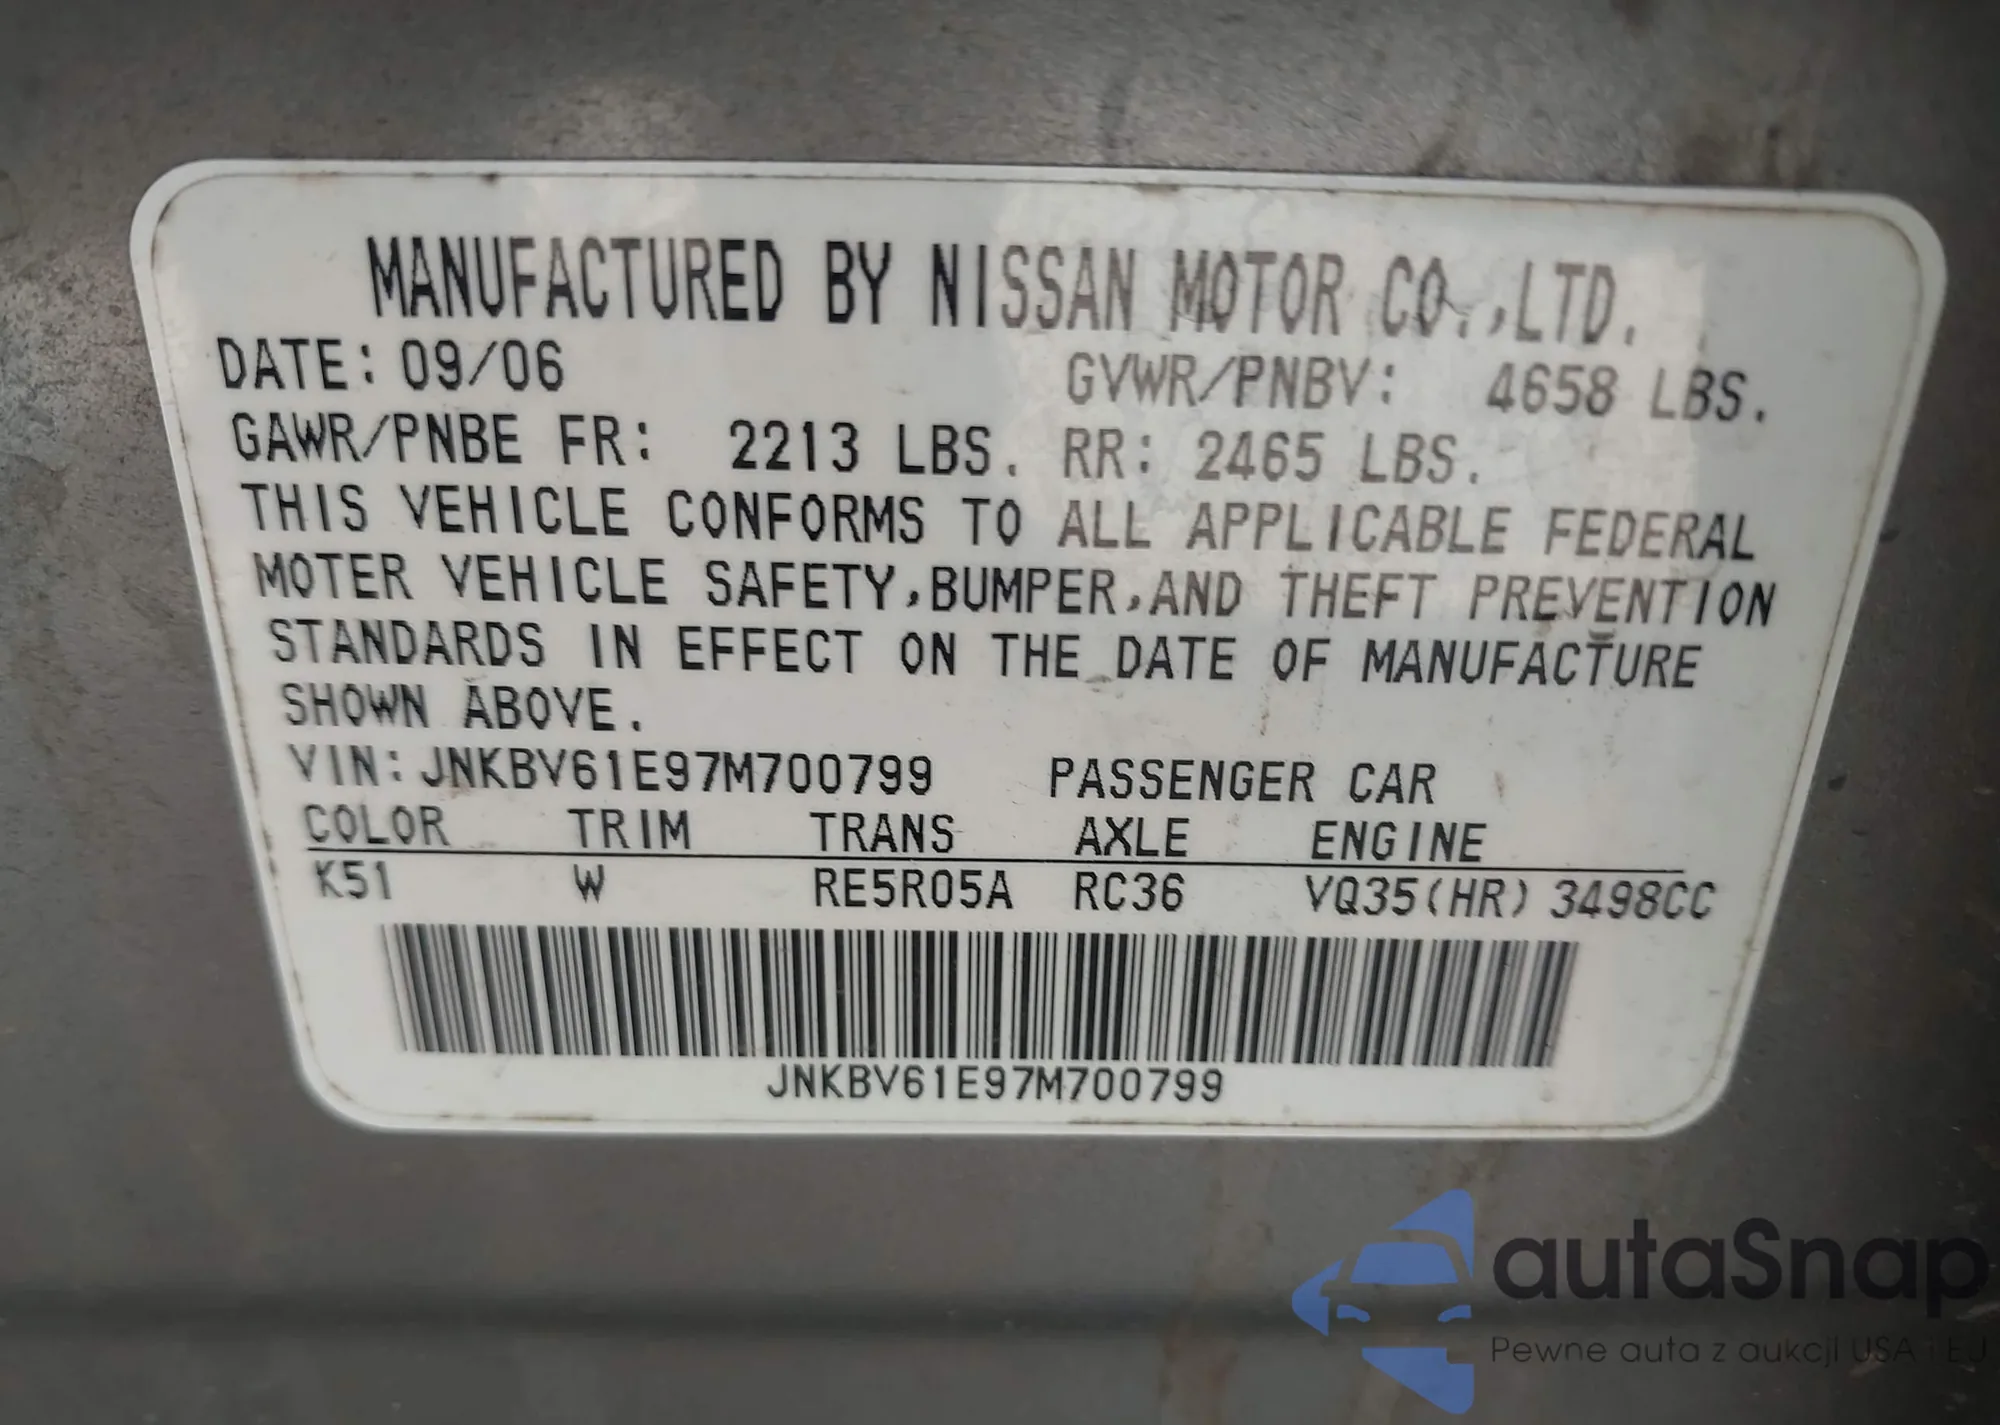 MANUFACTURED BY NISSAN MOTOR CO.,LTD.
DATE: 09/06 GVWR/PNBV: 4658 LBS.
GAWR/PNBE FR: 2213 LBS. RR: 2465 LBS.
THIS VEHICLE CONFORMS TO ALL APPLICABLE FEDERAL
MOTER VEHICLE SAFETY,BUMPER,AND THEFT PREVENTION
STANDARDS IN EFFECT ON THE DATE OF MANUFACTURE
SHOWN ABOVE.
VIN:JNKBV61E97M700799 PASSENGER CAR
COLOR TRIM TRANS AXLE ENGINE
K51 W RE5R05A RC36 VQ35(HR) 3498CC
JNKBV61E97M700799
autaSnap
Pewne auta z aukcji USA i EU